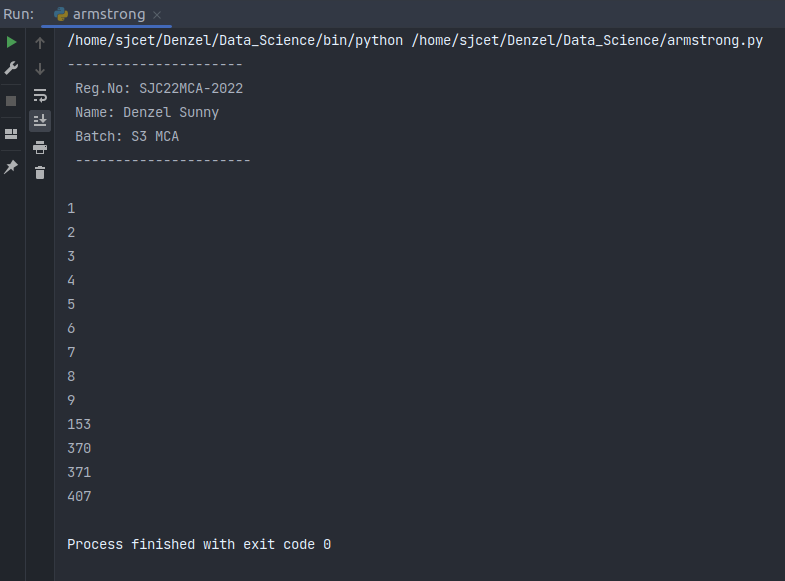 Run: armstrong ×
/home/sjcet/Denzel/Data_Science/bin/python /home/sjcet/Denzel/Data_Science/armstrong.py
----------------------
Reg.No: SJC22MCA-2022
Name: Denzel Sunny
Batch: S3 MCA
----------------------
1
2
3
4
5
6
7
8
9
153
370
371
407
Process finished with exit code 0